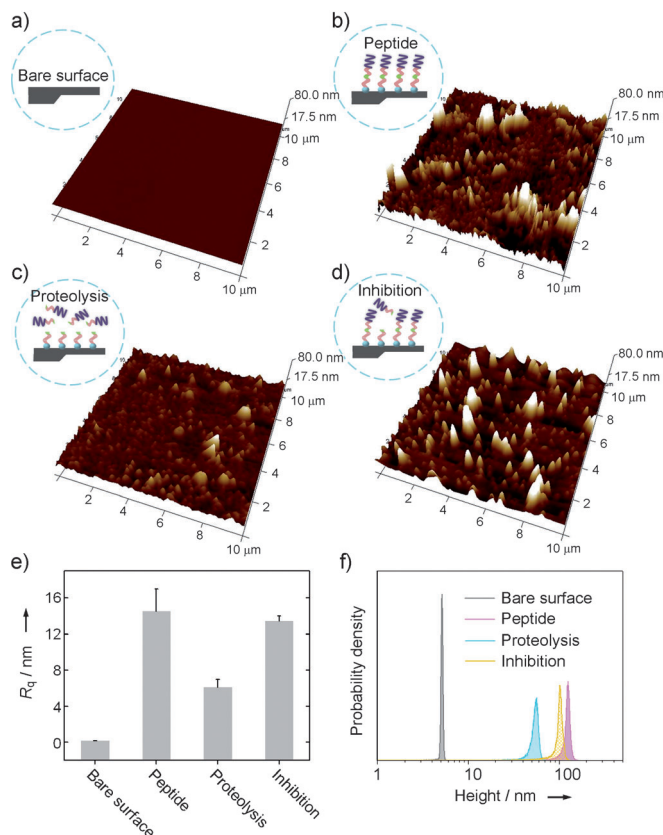 a)
Bare surface
80.0 nm
17.5 nm
10 µm
8
6
4
2
2
4
6
8
10 µm
b)
Peptide
80.0 nm
17.5 nm
10 µm
8
6
4
2
2
4
6
8
10 µm
c)
Proteolysis
80.0 nm
17.5 nm
10 µm
8
6
4
2
2
4
6
8
10 µm
d)
Inhibition
80.0 nm
17.5 nm
10 µm
8
6
4
2
2
4
6
8
10 µm
e)
16
12
8
4
0
Rq / nm →
Bare surface
Peptide
Proteolysis
Inhibition
f)
Bare surface
Peptide
Proteolysis
Inhibition
Probability density
1
10
100
Height / nm →